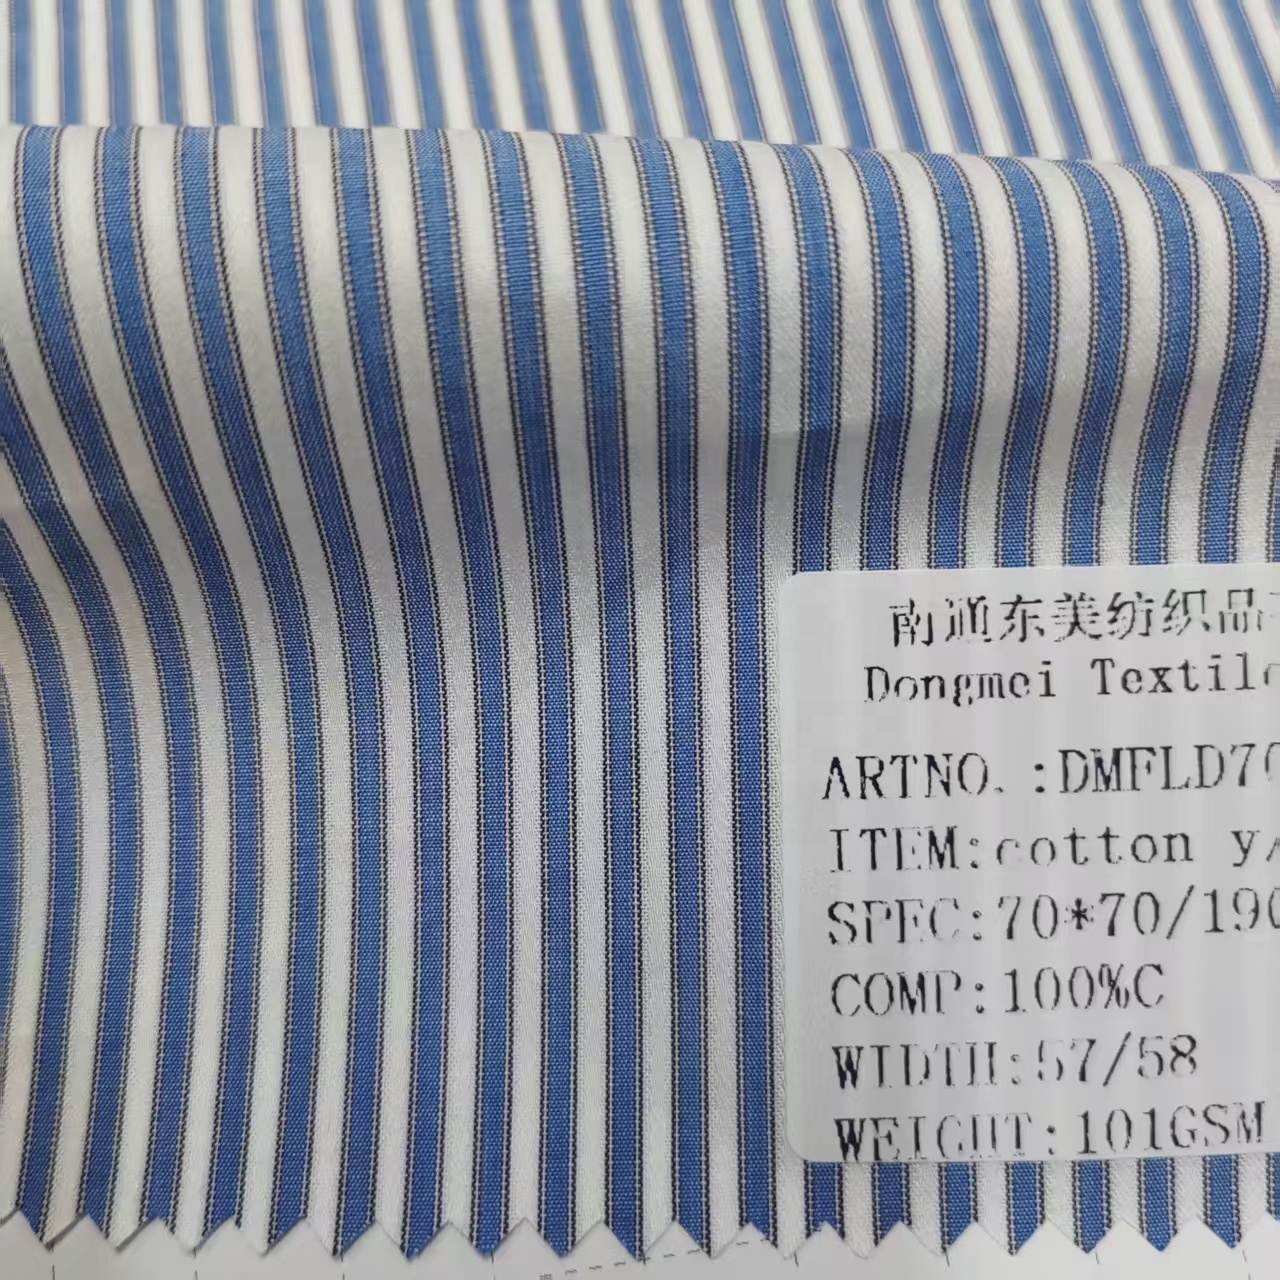 南通东美纺织品
Dongmei Textile
ARTNO.:DMFLD70
ITEM:cotton y/
SPEC:70*70/190
COMP:100%C
WIDTH:57/58
WEIGHT:101GSM